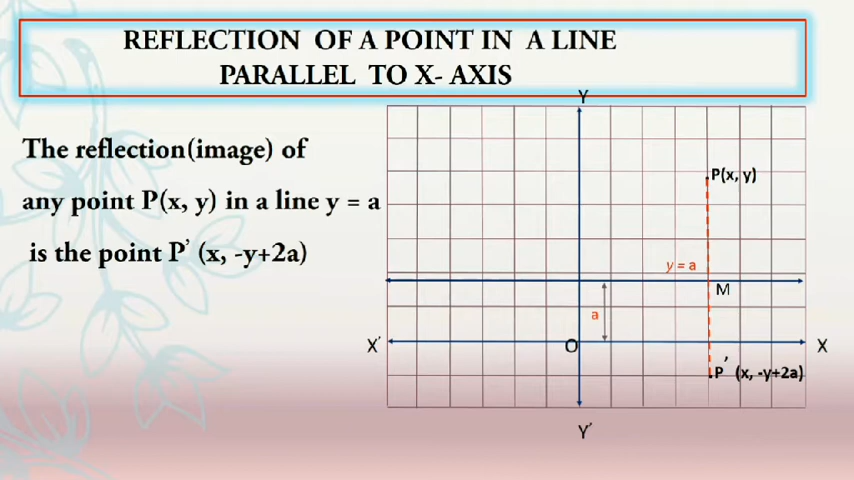 REFLECTION OF A POINT IN A LINE
PARALLEL TO X- AXIS
The reflection(image) of
any point P(x, y) in a line y = a
is the point P’ (x, -y+2a)
Y
P(x, y)
y = a
M
a
X’
O
X
P’ (x, -y+2a)
Y’